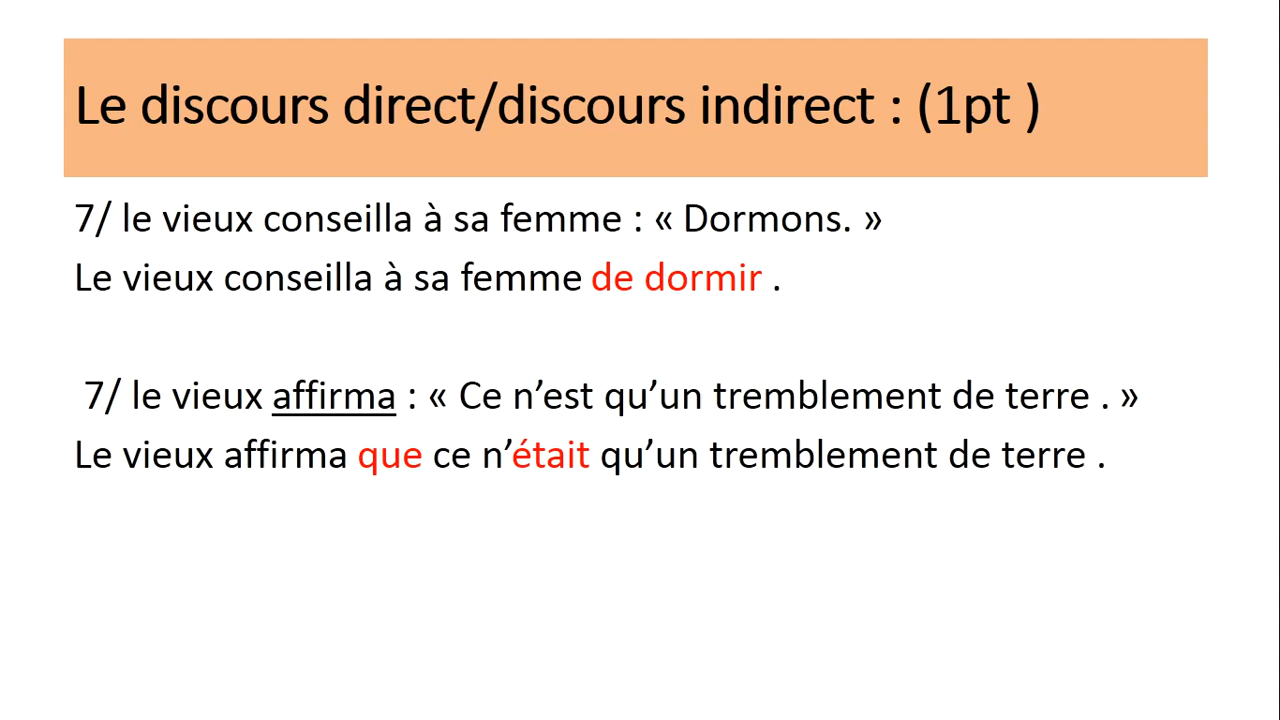 Le discours direct/discours indirect : (1pt )
7/ le vieux conseilla à sa femme : « Dormons. »
Le vieux conseilla à sa femme de dormir .
7/ le vieux affirma : « Ce n’est qu’un tremblement de terre . »
Le vieux affirma que ce n’était qu’un tremblement de terre .